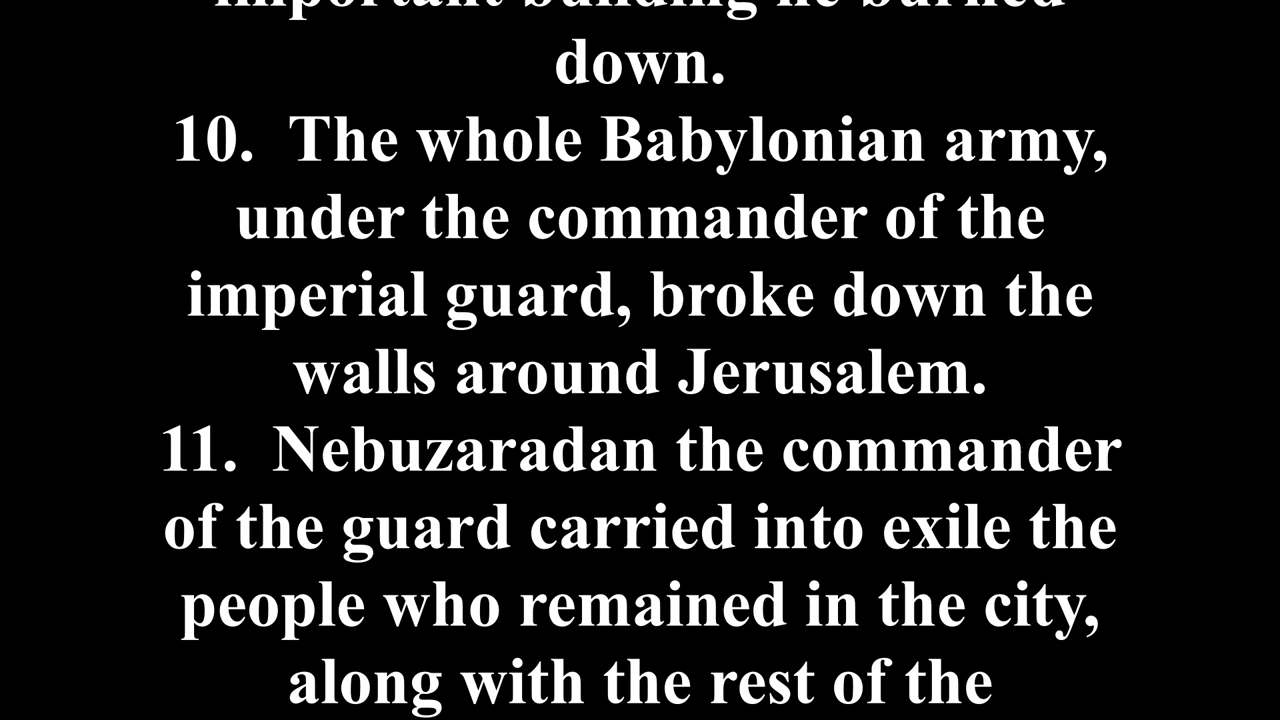 important building he burned
down.
10. The whole Babylonian army,
under the commander of the
imperial guard, broke down the
walls around Jerusalem.
11. Nebuzaradan the commander
of the guard carried into exile the
people who remained in the city,
along with the rest of the